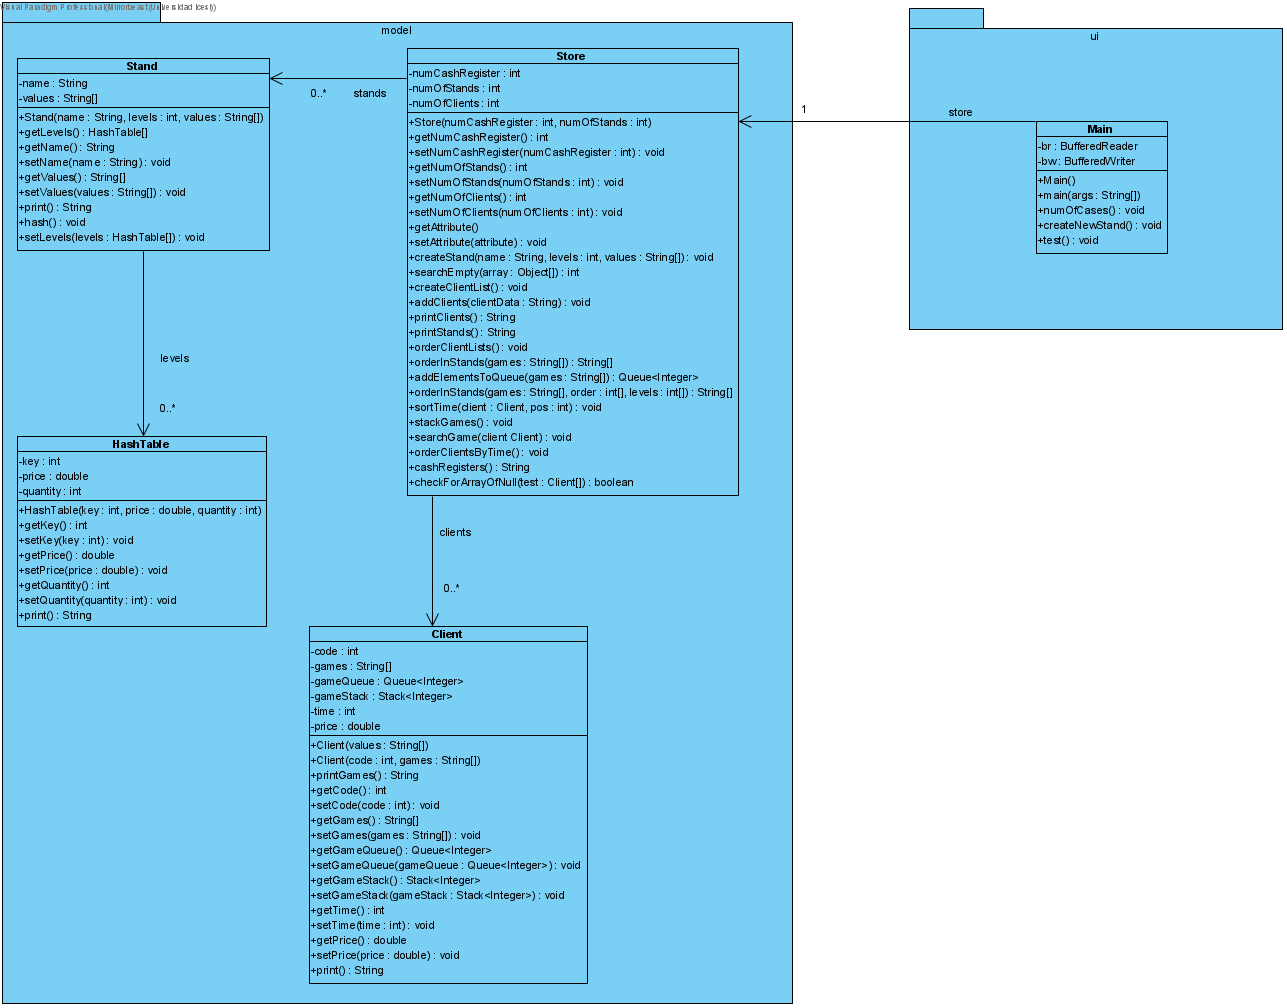 Visual Paradigm Professional(Mirrorbeast(Universidad Icesi))
model
ui
Stand
-name : String
-values : String[]
+Stand(name : String, levels : int, values : String[])
+getLevels() : HashTable[]
+getName() : String
+setName(name : String) : void
+getValues() : String[]
+setValues(values : String[]) : void
+print() : String
+hash() : void
+setLevels(levels : HashTable[]) : void
0..*
stands
Store
-numCashRegister : int
-numOfStands : int
-numOfClients : int
+Store(numCashRegister : int, numOfStands : int)
+getNumCashRegister() : int
+setNumCashRegister(numCashRegister : int) : void
+getNumOfStands() : int
+setNumOfStands(numOfStands : int) : void
+getNumOfClients() : int
+setNumOfClients(numOfClients : int) : void
+getAttribute()
+setAttribute(attribute) : void
+createStand(name : String, levels : int, values : String[]) : void
+searchEmpty(array : Object[]) : int
+createClientList() : void
+addClients(clientData : String) : void
+printClients() : String
+printStands() : String
+orderClientLists() : void
+orderInStands(games : String[]) : String[]
+addElementsToQueue(games : String[]) : Queue<Integer>
+orderInStands(games : String[], order : int[], levels : int[]) : String[]
+sortTime(client : Client, pos : int) : void
+stackGames() : void
+searchGame(client Client) : void
+orderClientsByTime() : void
+cashRegisters() : String
+checkForArrayOfNull(test : Client[]) : boolean
1
store
Main
-br : BufferedReader
-bw : BufferedWriter
+Main()
+main(args : String[])
+numOfCases() : void
+createNewStand() : void
+test() : void
levels
0..*
HashTable
-key : int
-price : double
-quantity : int
+HashTable(key : int, price : double, quantity : int)
+getKey() : int
+setKey(key : int) : void
+getPrice() : double
+setPrice(price : double) : void
+getQuantity() : int
+setQuantity(quantity : int) : void
+print() : String
clients
0..*
Client
-code : int
-games : String[]
-gameQueue : Queue<Integer>
-gameStack : Stack<Integer>
-time : int
-price : double
+Client(values : String[])
+Client(code : int, games : String[])
+printGames() : String
+getCode() : int
+setCode(code : int) : void
+getGames() : String[]
+setGames(games : String[]) : void
+getGameQueue() : Queue<Integer>
+setGameQueue(gameQueue : Queue<Integer>) : void
+getGameStack() : Stack<Integer>
+setGameStack(gameStack : Stack<Integer>) : void
+getTime() : int
+setTime(time : int) : void
+getPrice() : double
+setPrice(price : double) : void
+print() : String